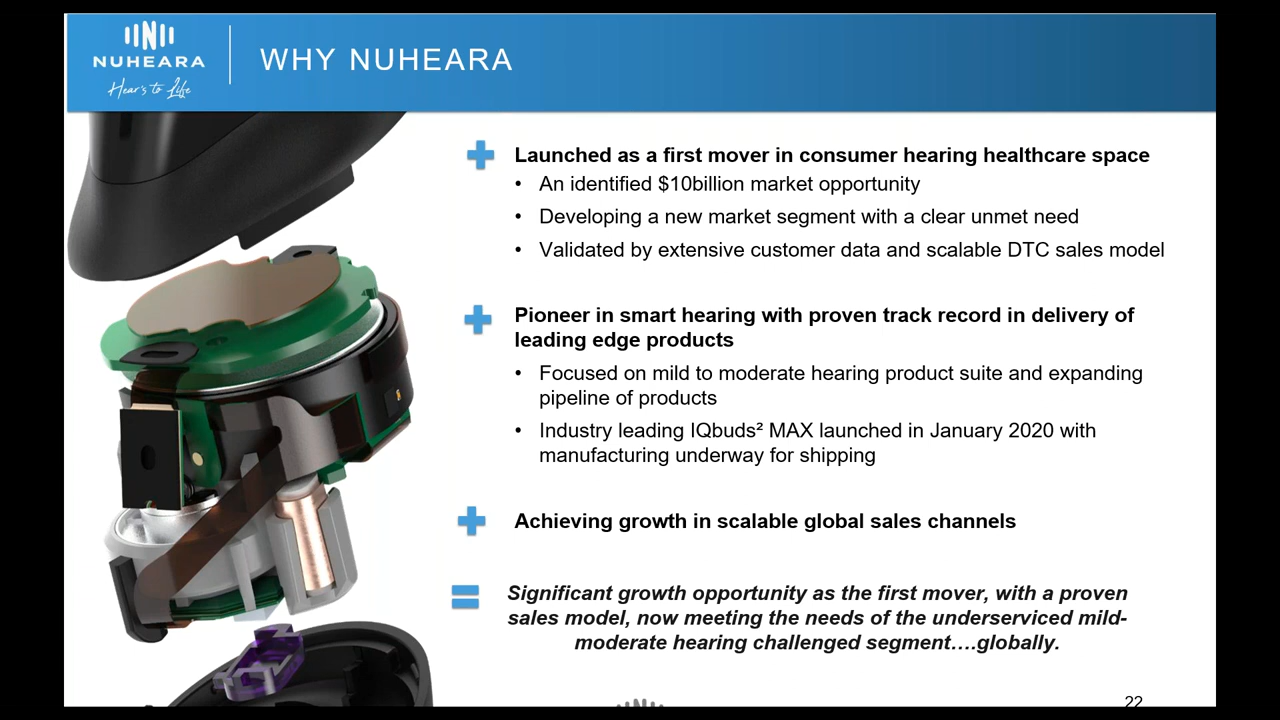 NUHEARA
Hear's to Life
WHY NUHEARA
Launched as a first mover in consumer hearing healthcare space
• An identified $10billion market opportunity
• Developing a new market segment with a clear unmet need
• Validated by extensive customer data and scalable DTC sales model
Pioneer in smart hearing with proven track record in delivery of
leading edge products
• Focused on mild to moderate hearing product suite and expanding
pipeline of products
• Industry leading IQbuds² MAX launched in January 2020 with
manufacturing underway for shipping
Achieving growth in scalable global sales channels
Significant growth opportunity as the first mover, with a proven
sales model, now meeting the needs of the underserviced mild-
moderate hearing challenged segment….globally.
22